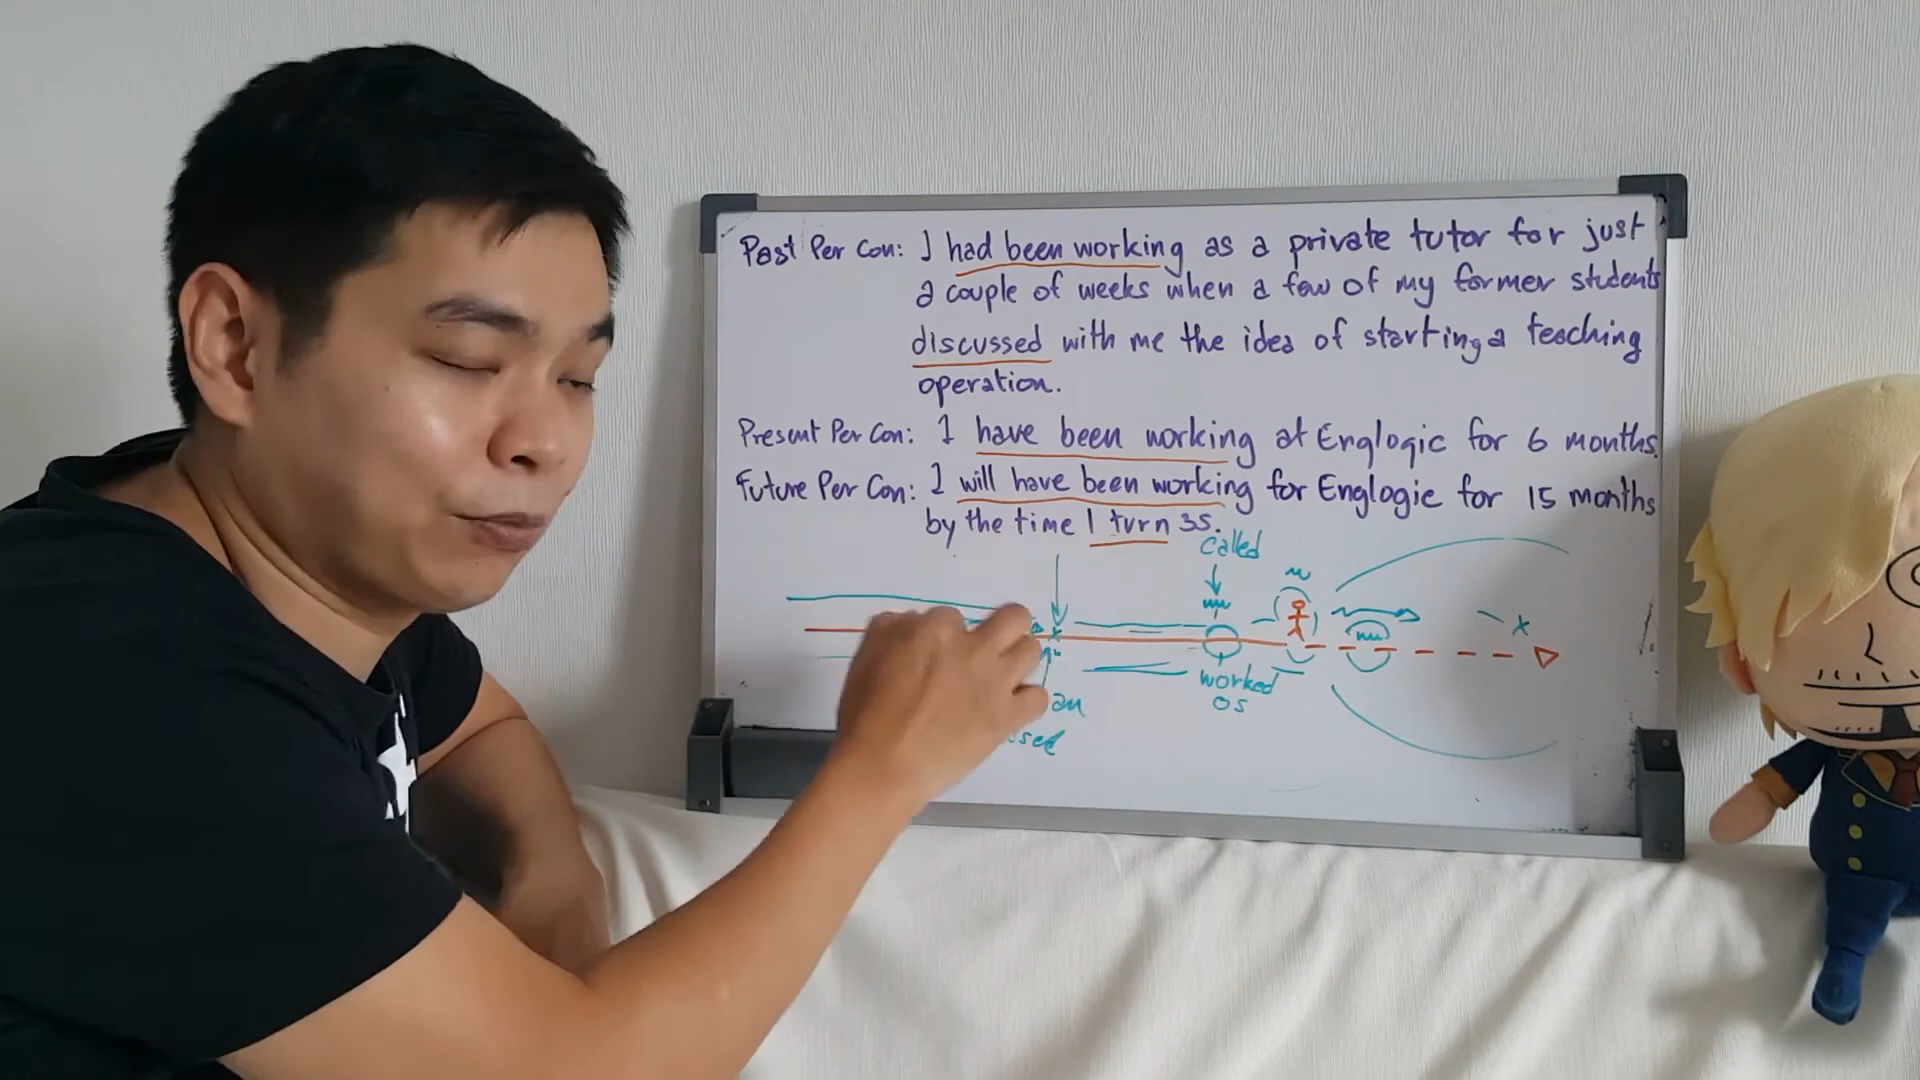 Past Per Con: I had been working as a private tutor for just
a couple of weeks when a few of my former students
discussed with me the idea of starting a teaching
operation.
Present Per Con: I have been working at Englogic for 6 months.
Future Per Con: I will have been working for Englogic for 15 months
by the time I turn 35.
called
worked
as